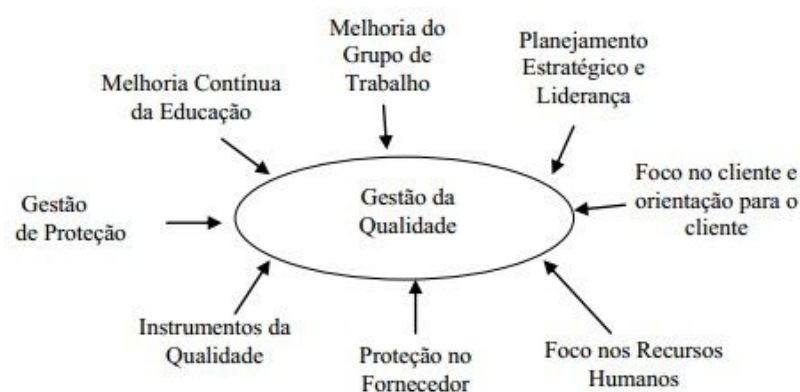 Melhoria do
Grupo de
Trabalho
Planejamento
Estratégico e
Liderança
Melhoria Contínua
da Educação
Foco no cliente e
orientação para o
cliente
Gestão da
Qualidade
Gestão
de Proteção
Instrumentos da
Qualidade
Proteção no
Fornecedor
Foco nos Recursos
Humanos